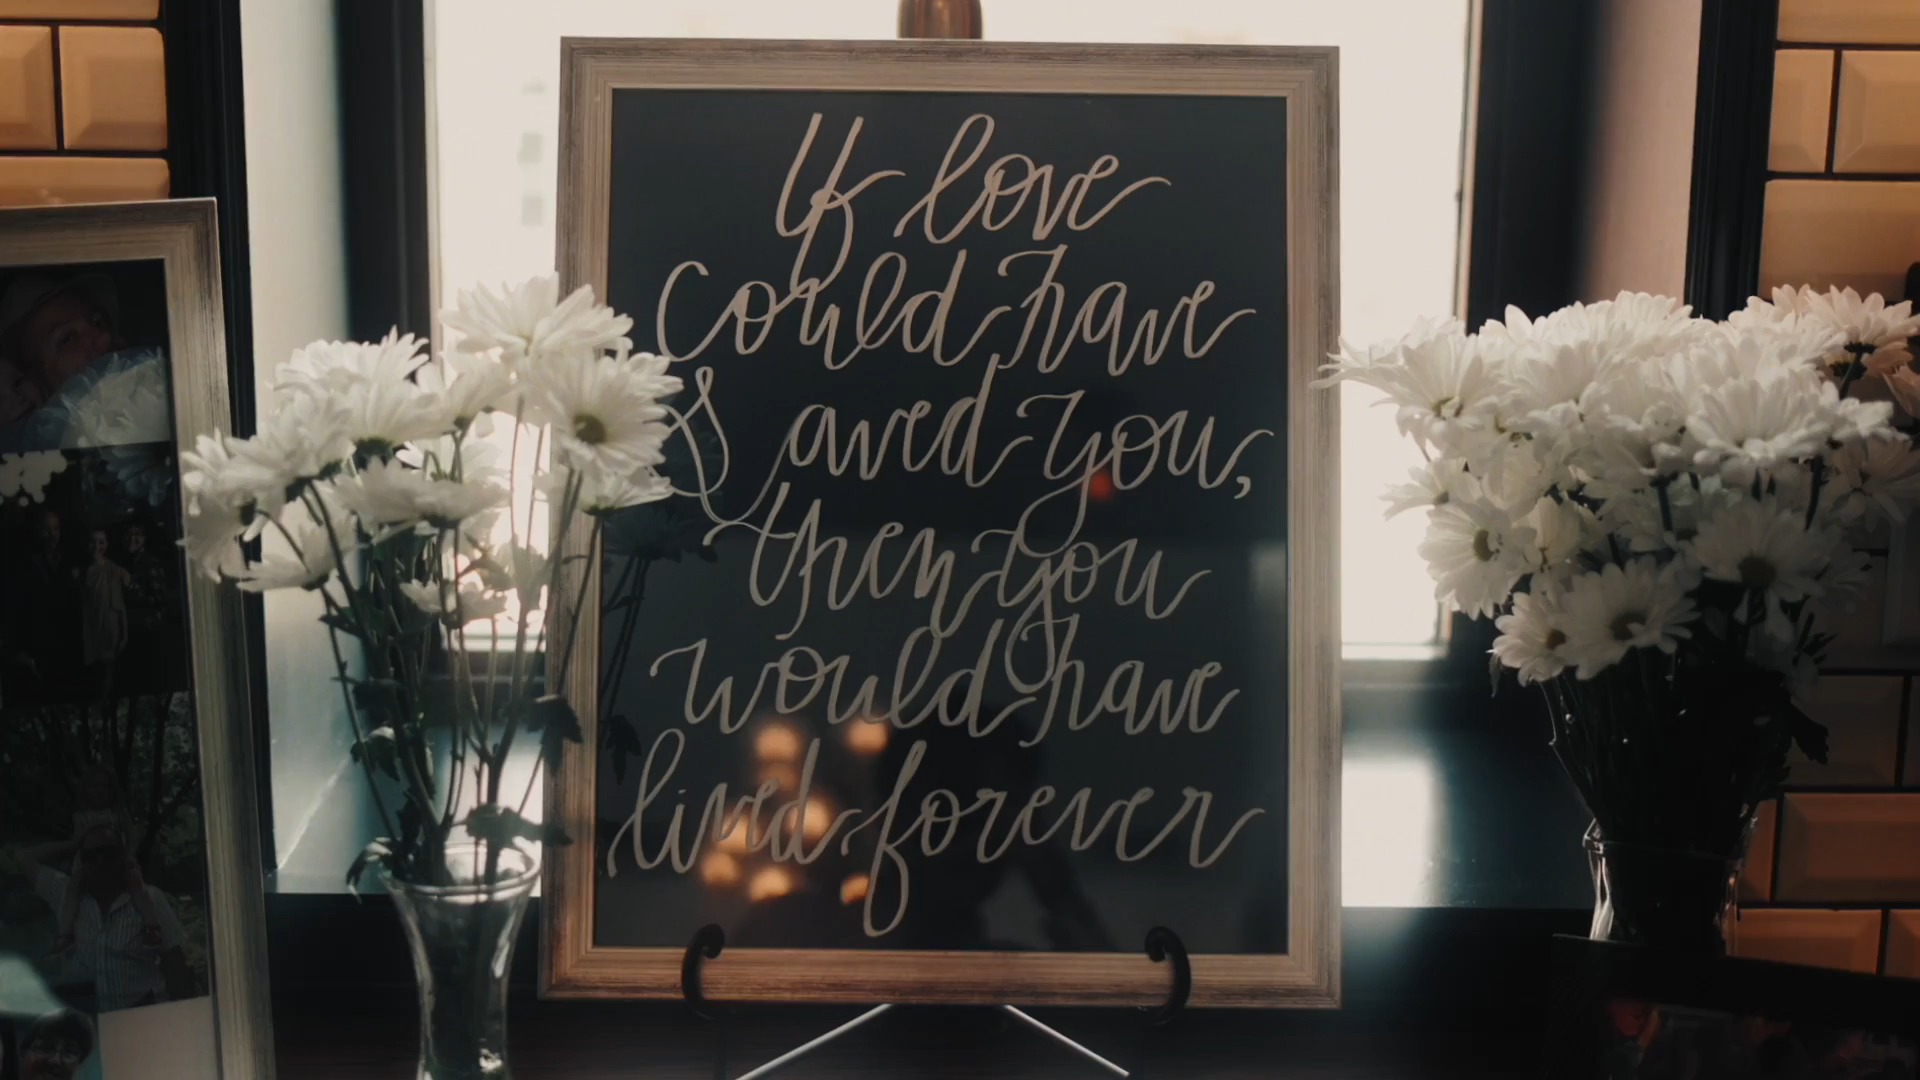 If love
could have
Saved you,
then you
would have
lived forever